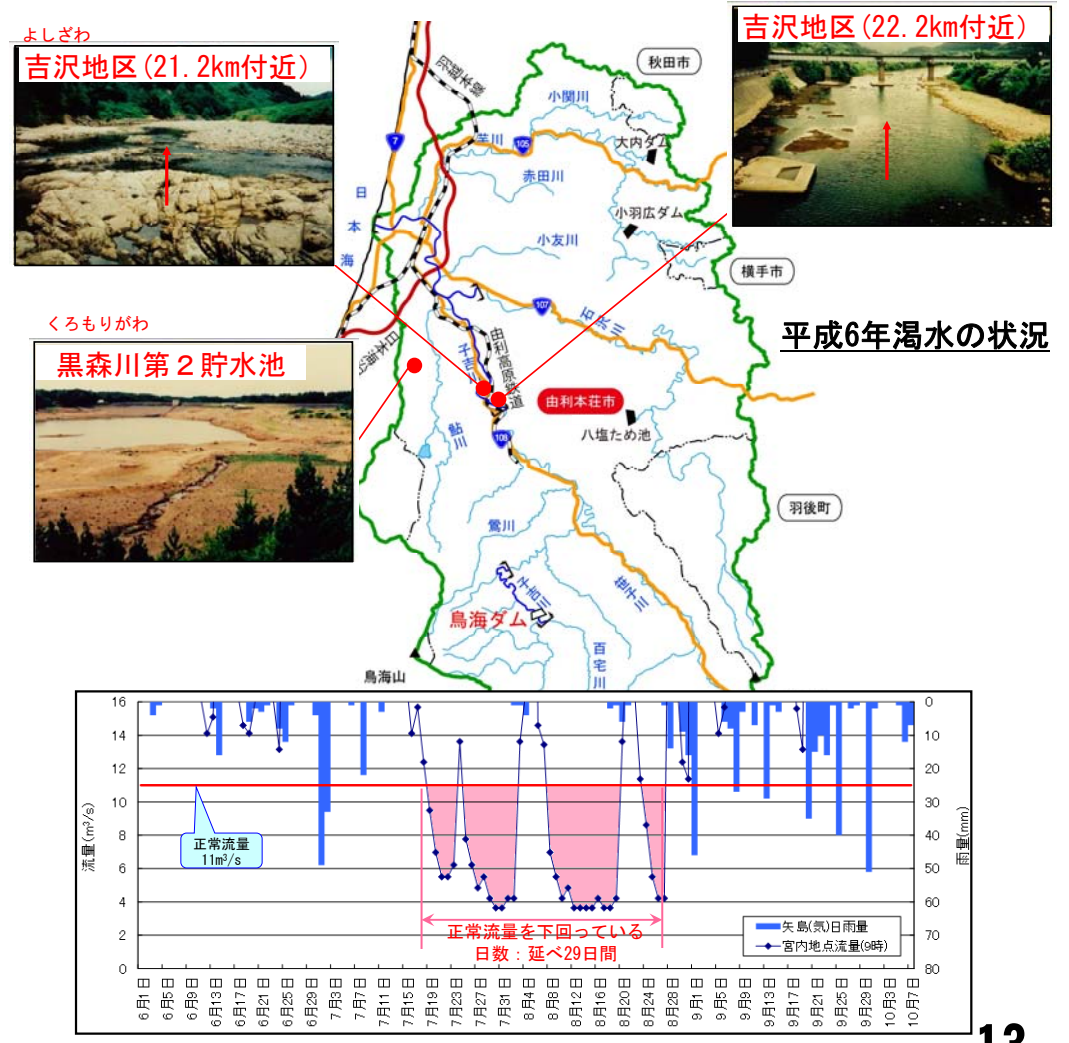 よしざわ
吉沢地区(21.2km付近)
吉沢地区(22.2km付近)
くろもりがわ
黒森川第2貯水池
平成6年渇水の状況
秋田市
羽越本線
小関川
7
芋川
105
大内ダム
赤田川
日本海
小羽広ダム
小友川
横手市
107
石沢川
由利高原鉄道
子吉川
由利本荘市
八塩ため池
鮎川
108
羽後町
鶯川
子吉川
笹子川
鳥海ダム
百宅川
鳥海山
流量(m³/s)
16
14
12
10
8
6
4
2
0
雨量(mm)
0
10
20
30
40
50
60
70
80
正常流量
11m³/s
正常流量を下回っている
日数：延べ29日間
矢島(気)日雨量
宮内地点流量(9時)
6月1日
6月5日
6月9日
6月13日
6月17日
6月21日
6月25日
6月29日
7月3日
7月7日
7月11日
7月15日
7月19日
7月23日
7月27日
7月31日
8月4日
8月8日
8月12日
8月16日
8月20日
8月24日
8月28日
9月1日
9月5日
9月9日
9月13日
9月17日
9月21日
9月25日
9月29日
10月3日
10月7日
13